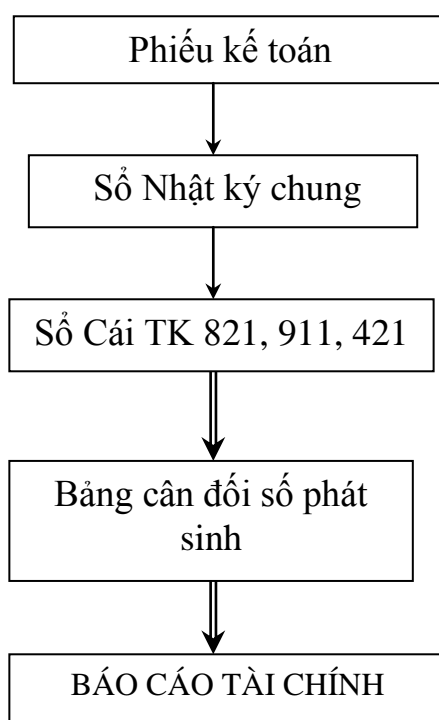 Phiếu kế toán
Sổ Nhật ký chung
Sổ Cái TK 821, 911, 421
Bảng cân đối số phát
sinh
BÁO CÁO TÀI CHÍNH